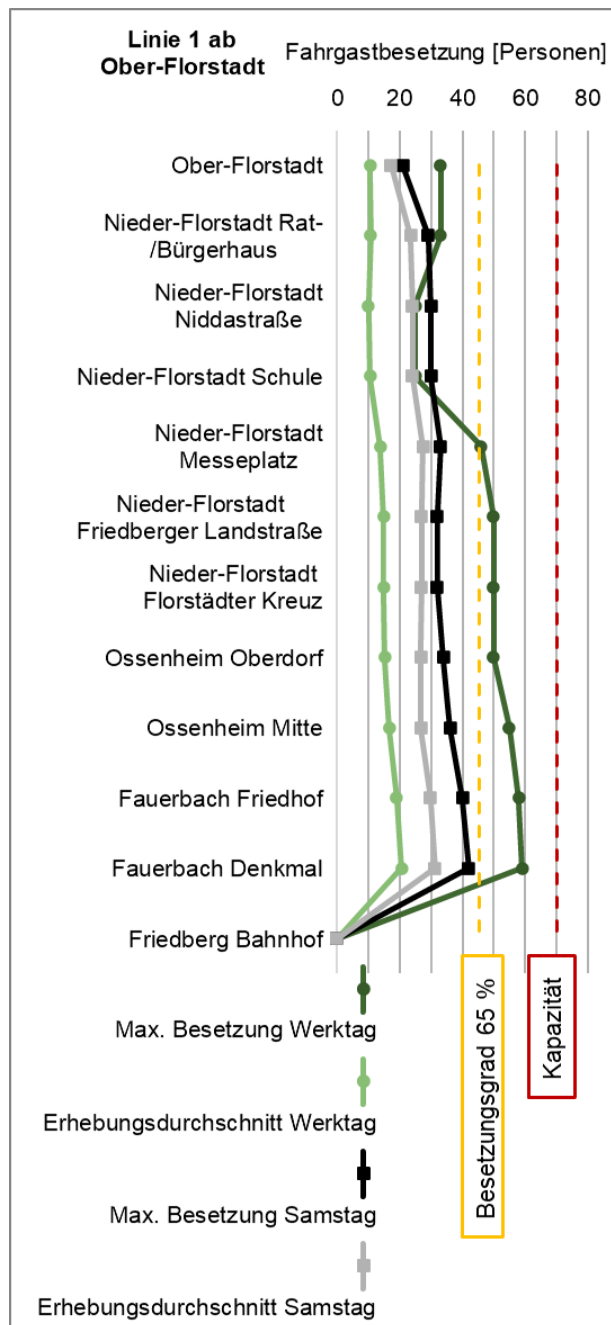 Linie 1 ab
Ober-Florstadt
Fahrgastbesetzung [Personen]
0 20 40 60 80
Ober-Florstadt
Nieder-Florstadt Rat-
/Bürgerhaus
Nieder-Florstadt
Niddastraße
Nieder-Florstadt Schule
Nieder-Florstadt
Messeplatz
Nieder-Florstadt
Friedberger Landstraße
Nieder-Florstadt
Florstädter Kreuz
Ossenheim Oberdorf
Ossenheim Mitte
Fauerbach Friedhof
Fauerbach Denkmal
Friedberg Bahnhof
Besetzungsgrad 65 %
Kapazität
Max. Besetzung Werktag
Erhebungsdurchschnitt Werktag
Max. Besetzung Samstag
Erhebungsdurchschnitt Samstag